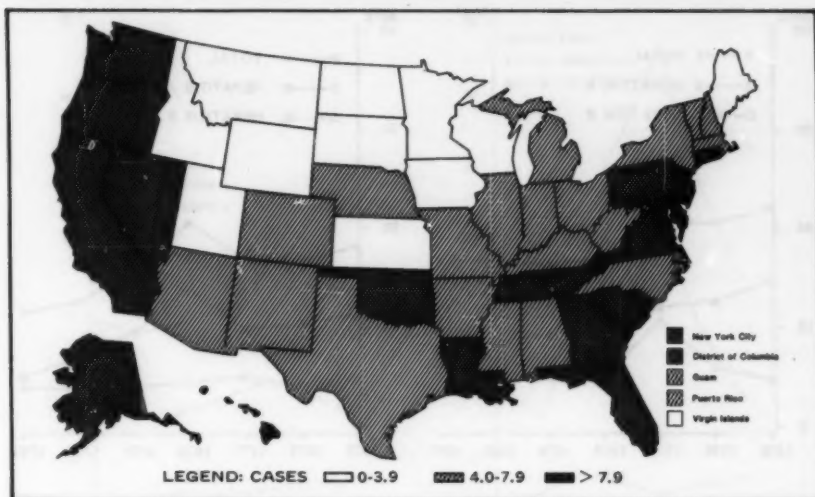 New York City
District of Columbia
Guam
Puerto Rico
Virgin Islands
LEGEND: CASES 0-3.9 4.0-7.9 > 7.9